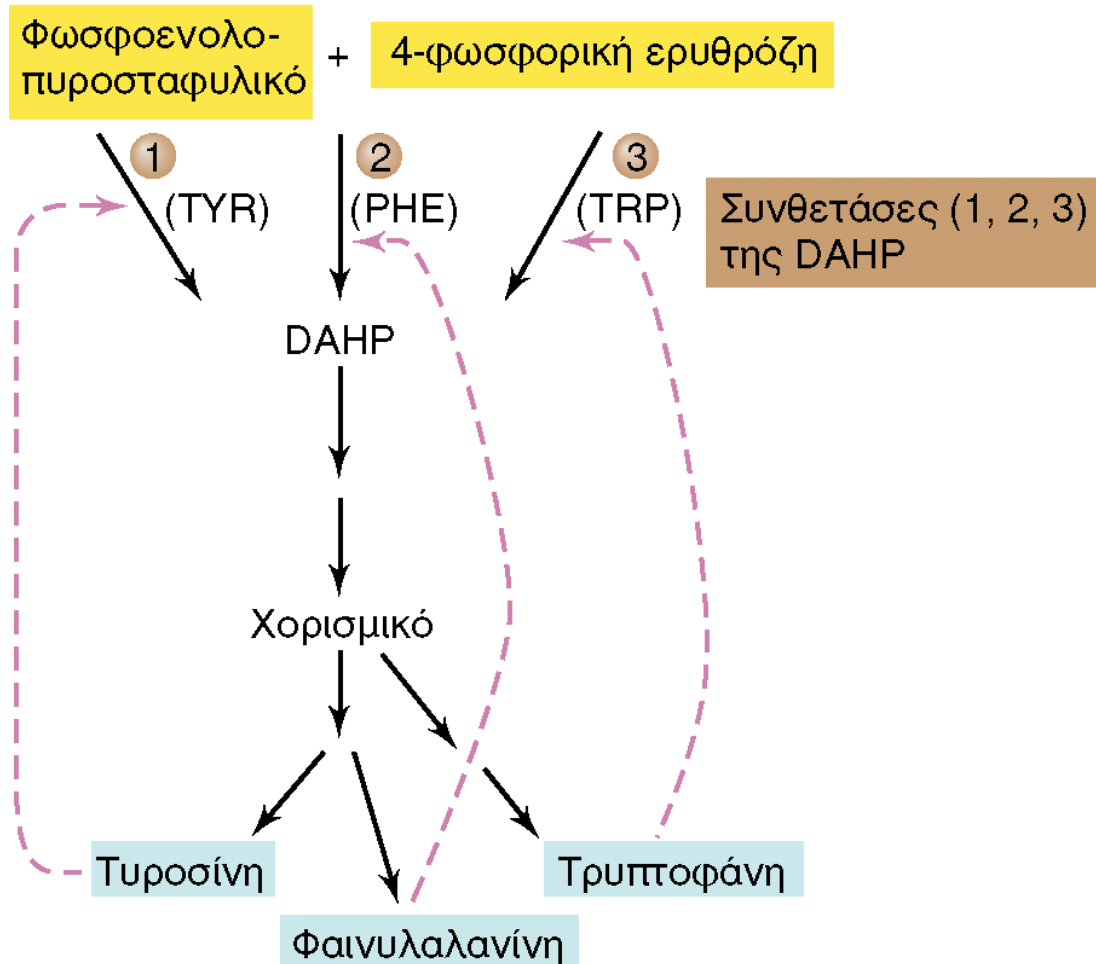 Φωσφοενολο-
πυροσταφυλικό
+
4-φωσφορική ερυθρόζη
1
(TYR)
2
(PHE)
3
(TRP)
Συνθετάσες (1, 2, 3)
της DAHP
DAHP
Χορισμικό
Τυροσίνη
Τρυπτοφάνη
Φαινυλαλανίνη